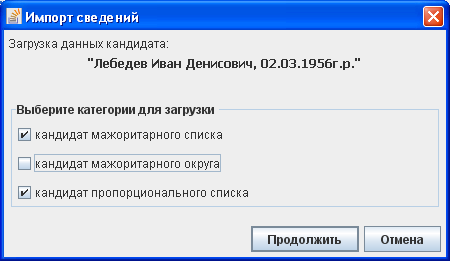 Импорт сведений
Загрузка данных кандидата:
"Лебедев Иван Денисович, 02.03.1956г.р."
Выберите категории для загрузки
кандидат мажоритарного списка
кандидат мажоритарного округа
кандидат пропорционального списка
Продолжить
Отмена